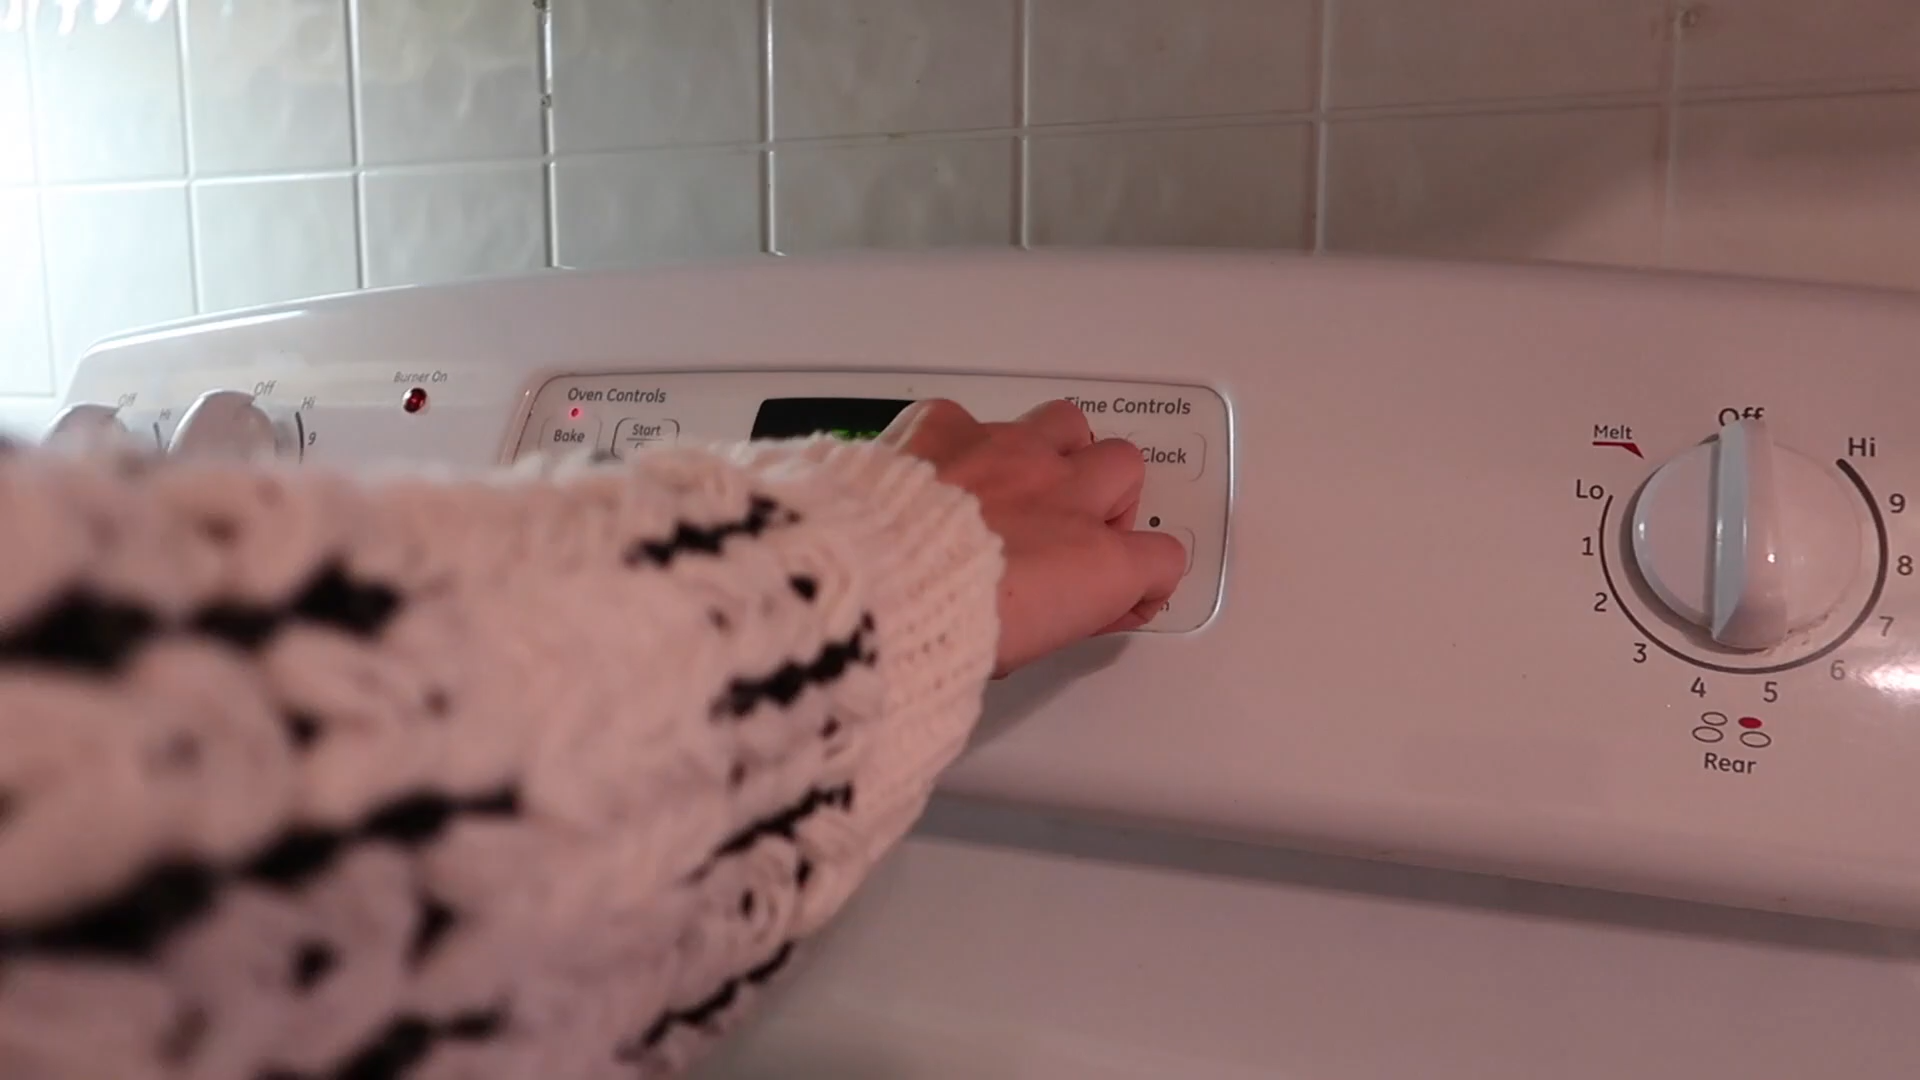 Off
Hi
Off
Hi
9
Burner On
Oven Controls
Bake
Start
Time Controls
Clock
Melt
Off
Hi
Lo
9
1
8
2
7
3
6
4
5
Rear